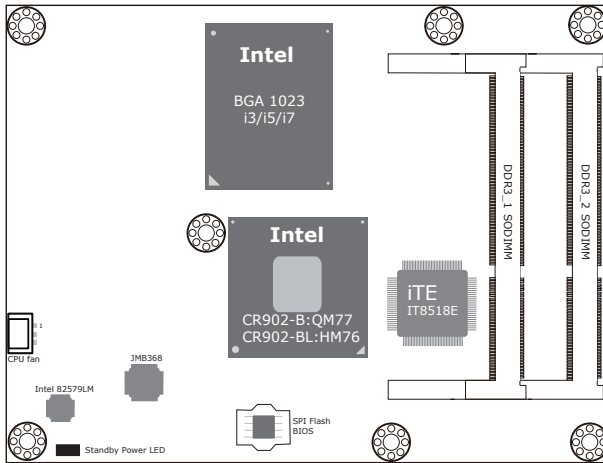 Intel
BGA 1023
i3/i5/i7
DDR3_1 SODIMM
DDR3_2 SODIMM
Intel
CR902-B:QM77
CR902-BL:HM76
iTE
IT8518E
1
CPU fan
JMB368
Intel 82579LM
SPI Flash
BIOS
Standby Power LED